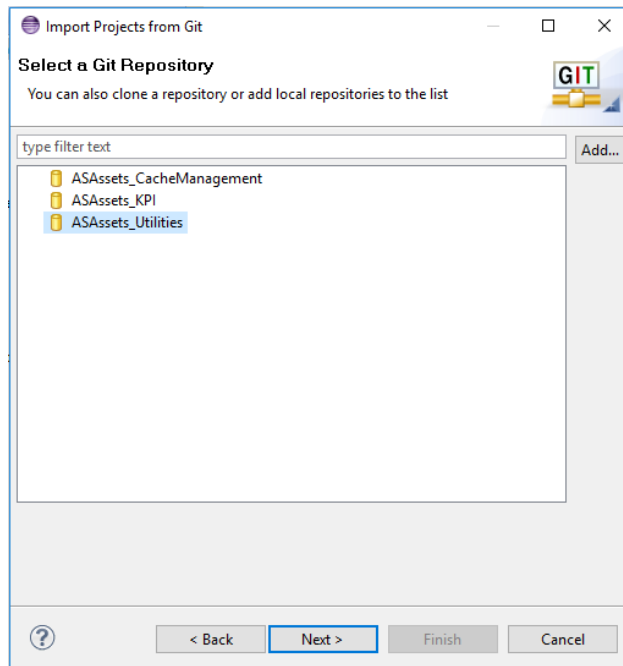 Import Projects from Git
Select a Git Repository
You can also clone a repository or add local repositories to the list
GIT
type filter text
Add...
ASAssets_CacheManagement
ASAssets_KPI
ASAssets_Utilities
?
< Back
Next >
Finish
Cancel